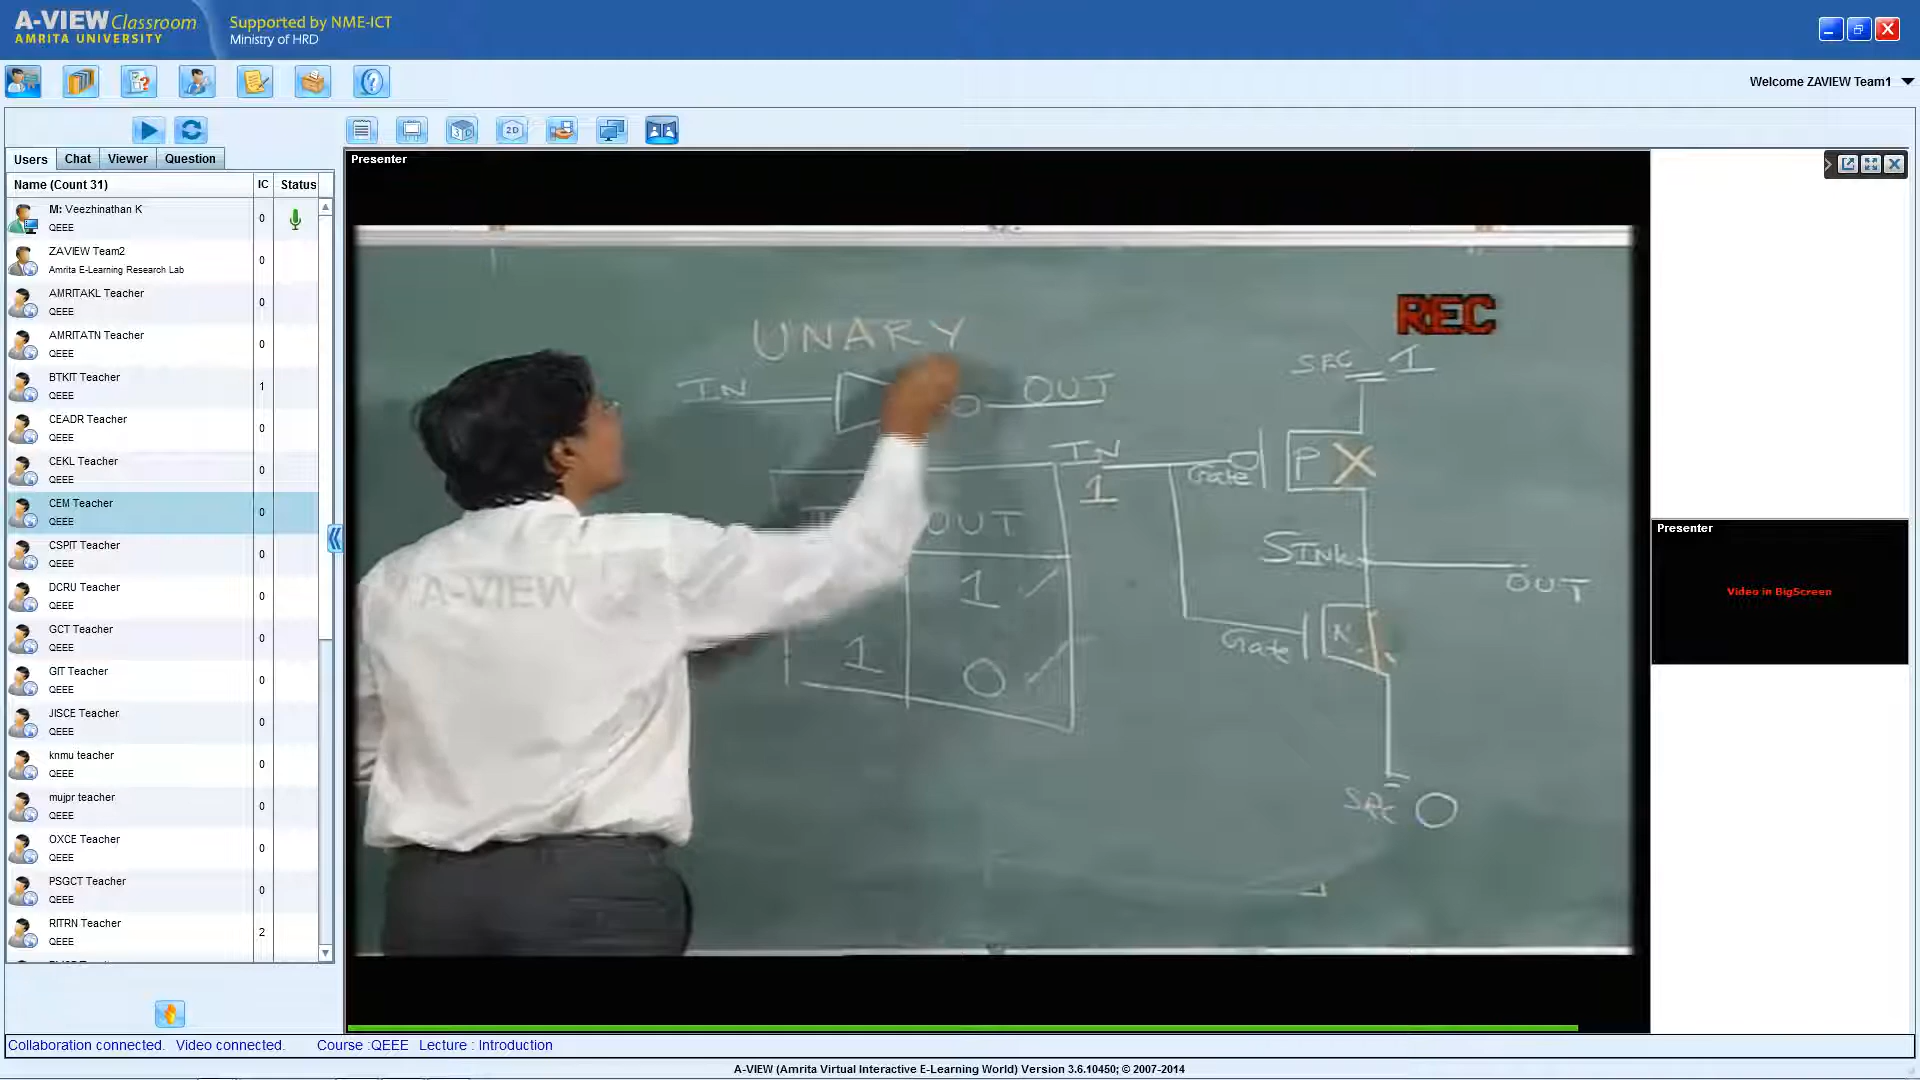 A-VIEW Classroom
AMRITA UNIVERSITY
Supported by NME-ICT
Ministry of HRD
Welcome ZAVIEW Team1
3D
2D
Users
Chat
Viewer
Question
Name (Count 31)
IC
Status
M: Veezhinathan K
QEEE
0
ZAVIEW Team2
Amrita E-Learning Research Lab
0
AMRITAKL Teacher
QEEE
0
AMRITATN Teacher
QEEE
0
BTKIT Teacher
QEEE
1
CEADR Teacher
QEEE
0
CEKL Teacher
QEEE
0
CEM Teacher
QEEE
0
CSPIT Teacher
QEEE
0
DCRU Teacher
QEEE
0
GCT Teacher
QEEE
0
GIT Teacher
QEEE
0
JISCE Teacher
QEEE
0
knmu teacher
QEEE
0
mujpr teacher
QEEE
0
OXCE Teacher
QEEE
0
PSGCT Teacher
QEEE
0
RITRN Teacher
QEEE
2
Presenter
REC
UNARY
IN
OUT
OUT
1
1
0
IN
1
Gate
P X
SRC 1
SINK
OUT
Gate
N
SRC 0
A-VIEW
Presenter
Video in BigScreen
Collaboration connected. Video connected. Course :QEEE Lecture : Introduction
A-VIEW (Amrita Virtual Interactive E-Learning World) Version 3.6.10450; © 2007-2014